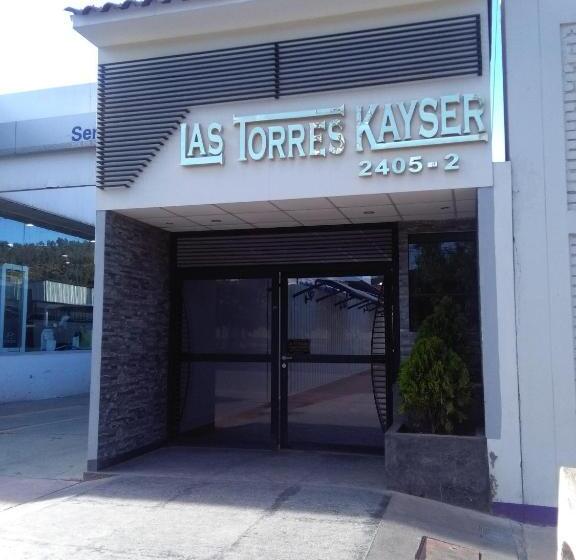 Ser
LAS TORRES KAYSER
2405-2